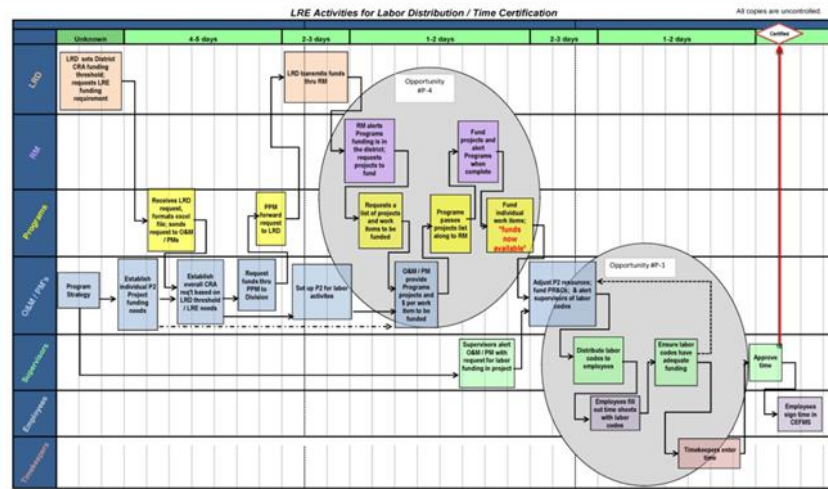 LRE Activities for Labor Distribution / Time Certification
All copies are uncontrolled.
Certified
Unknown
4-5 days
2-3 days
1-2 days
2-3 days
1-2 days
LRD
LRD sets District
CRA funding
threshold;
requests LRE
funding
requirement
LRD transmits funds
thru RM
Opportunity
#P-4
RM
RM alerts
Programs
funding is in
the district;
requests
projects to
fund
Fund
projects and
alert
Programs
when
complete
Programs
Receives LRD
request,
formats excel
file; sends
request to O&M
/ PMs
PPM
forward
request to
LRD
Requests a
list of projects
and work
items to be
funded
Programs
passes
projects list
along to RM
Fund
individual
work items;
"funds
now
available"
O&M / PM's
Program
Strategy
Establish
individual P2
Project
funding needs
Establish
overall CRA
req't based on
LRD threshold
/ LRE needs
Request
funds thru
PPM to
Division
Set up P2 for labor
activities
O&M / PM
provide
Programs
projects and
$ per work
item to be
funded
Adjust P2 resources;
fund PR&Cs; & alert
supervisors of labor
codes
Opportunity #P-1
Supervisors
Supervisors alert
O&M / PM with
request for labor
funding in project
Distribute labor
codes to
employees
Ensure labor
codes have
adequate
funding
Approve
time
Employees
Employees fill
out time sheets
with labor
codes
Employees
sign time in
CEFMS
Timekeepers
Timekeepers enter
time